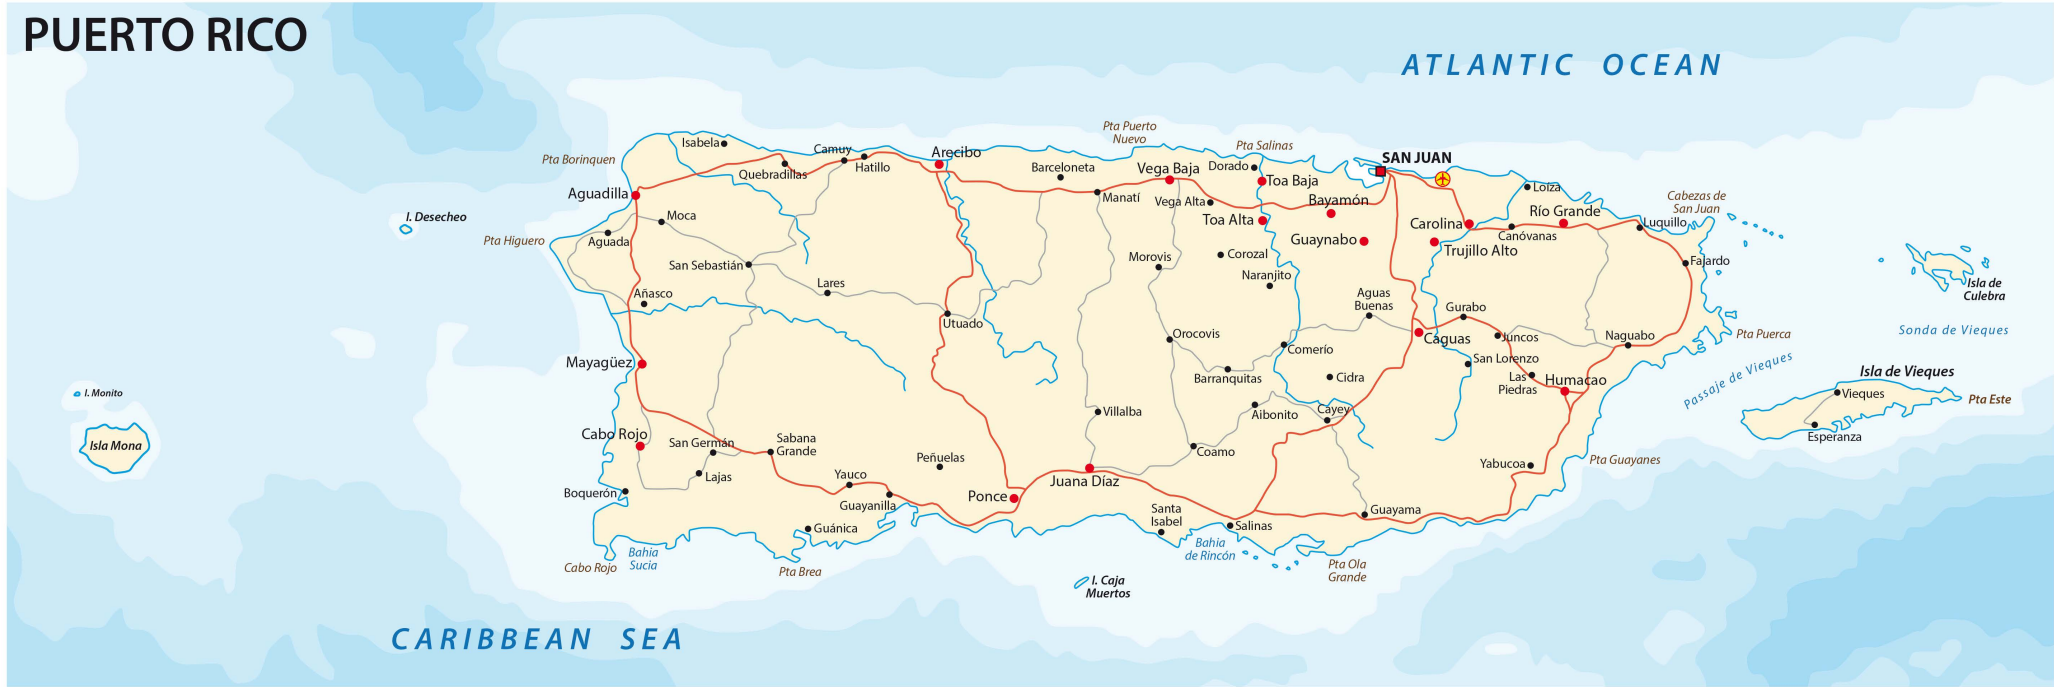 PUERTO RICO
ATLANTIC OCEAN
Pta Puerto
Nuevo
Pta Salinas
Isabela
Camuy
Arecibo
Pta Borinquen
Quebradillas
Hatillo
Barceloneta
Vega Baja
Dorado
SAN JUAN
Toa Baja
Loíza
Aguadilla
Manatí
Vega Alta
Bayamón
Cabezas de
San Juan
I. Desecheo
Moca
Toa Alta
Carolina
Río Grande
Luquillo
Pta Higuero
Aguada
Guaynabo
Canóvanas
Trujillo Alto
San Sebastián
Morovis
Corozal
Fajardo
Naranjito
Isla de
Culebra
Añasco
Lares
Aguas
Buenas
Gurabo
Utuado
Orocovis
Caguas
Juncos
Naguabo
Pta Puerca
Sonda de Vieques
Mayagüez
Comerío
San Lorenzo
Barranquitas
Cidra
Las
Piedras
Humacao
Passaje de Vieques
Isla de Vieques
I. Monito
Vieques
Pta Este
Isla Mona
Villalba
Aibonito
Cayey
Esperanza
Cabo Rojo
San Germán
Sabana
Grande
Coamo
Peñuelas
Yabucoa
Pta Guayanes
Lajas
Yauco
Juana Díaz
Boquerón
Guayanilla
Ponce
Santa
Isabel
Salinas
Guayama
Guánica
Bahia
Sucia
Bahia
de Rincón
Cabo Rojo
Pta Brea
Pta Ola
Grande
I. Caja
Muertos
CARIBBEAN SEA